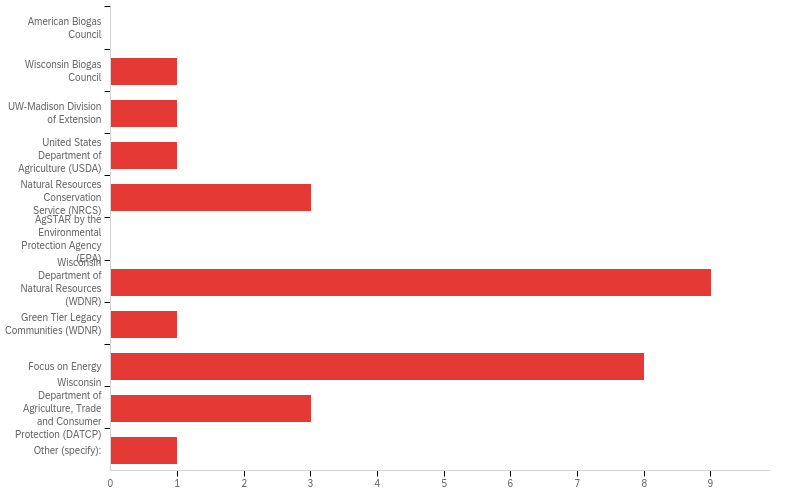 American Biogas
Council
Wisconsin Biogas
Council
UW-Madison Division
of Extension
United States
Department of
Agriculture (USDA)
Natural Resources
Conservation
Service (NRCS)
AgSTAR by the
Environmental
Protection Agency
(EPA)
Wisconsin
Department of
Natural Resources
(WDNR)
Green Tier Legacy
Communities (WDNR)
Focus on Energy
Wisconsin
Department of
Agriculture, Trade
and Consumer
Protection (DATCP)
Other (specify):
0 1 2 3 4 5 6 7 8 9